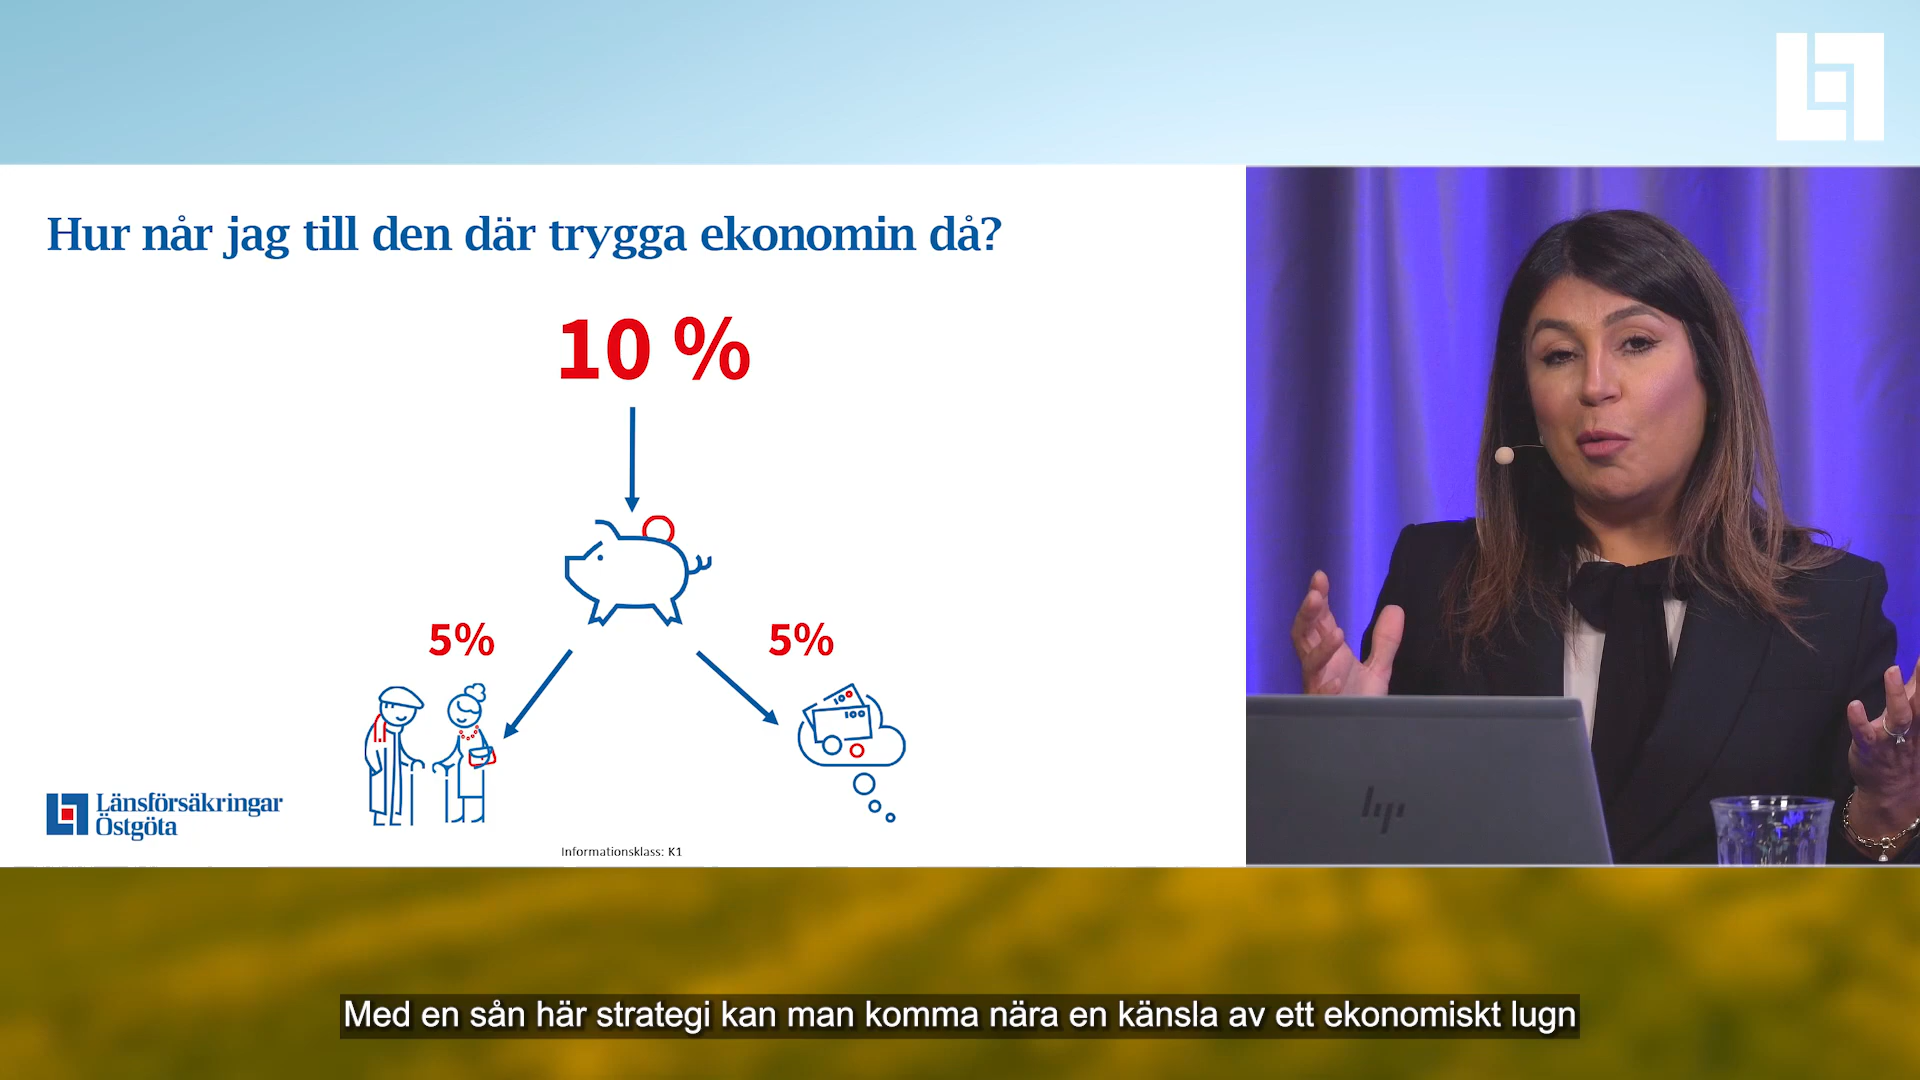 Hur når jag till den där trygga ekonomin då?
10 %
5%
5%
100
100
Länsförsäkringar
Östgöta
Informationsklass: K1
hp
Med en sån här strategi kan man komma nära en känsla av ett ekonomiskt lugn